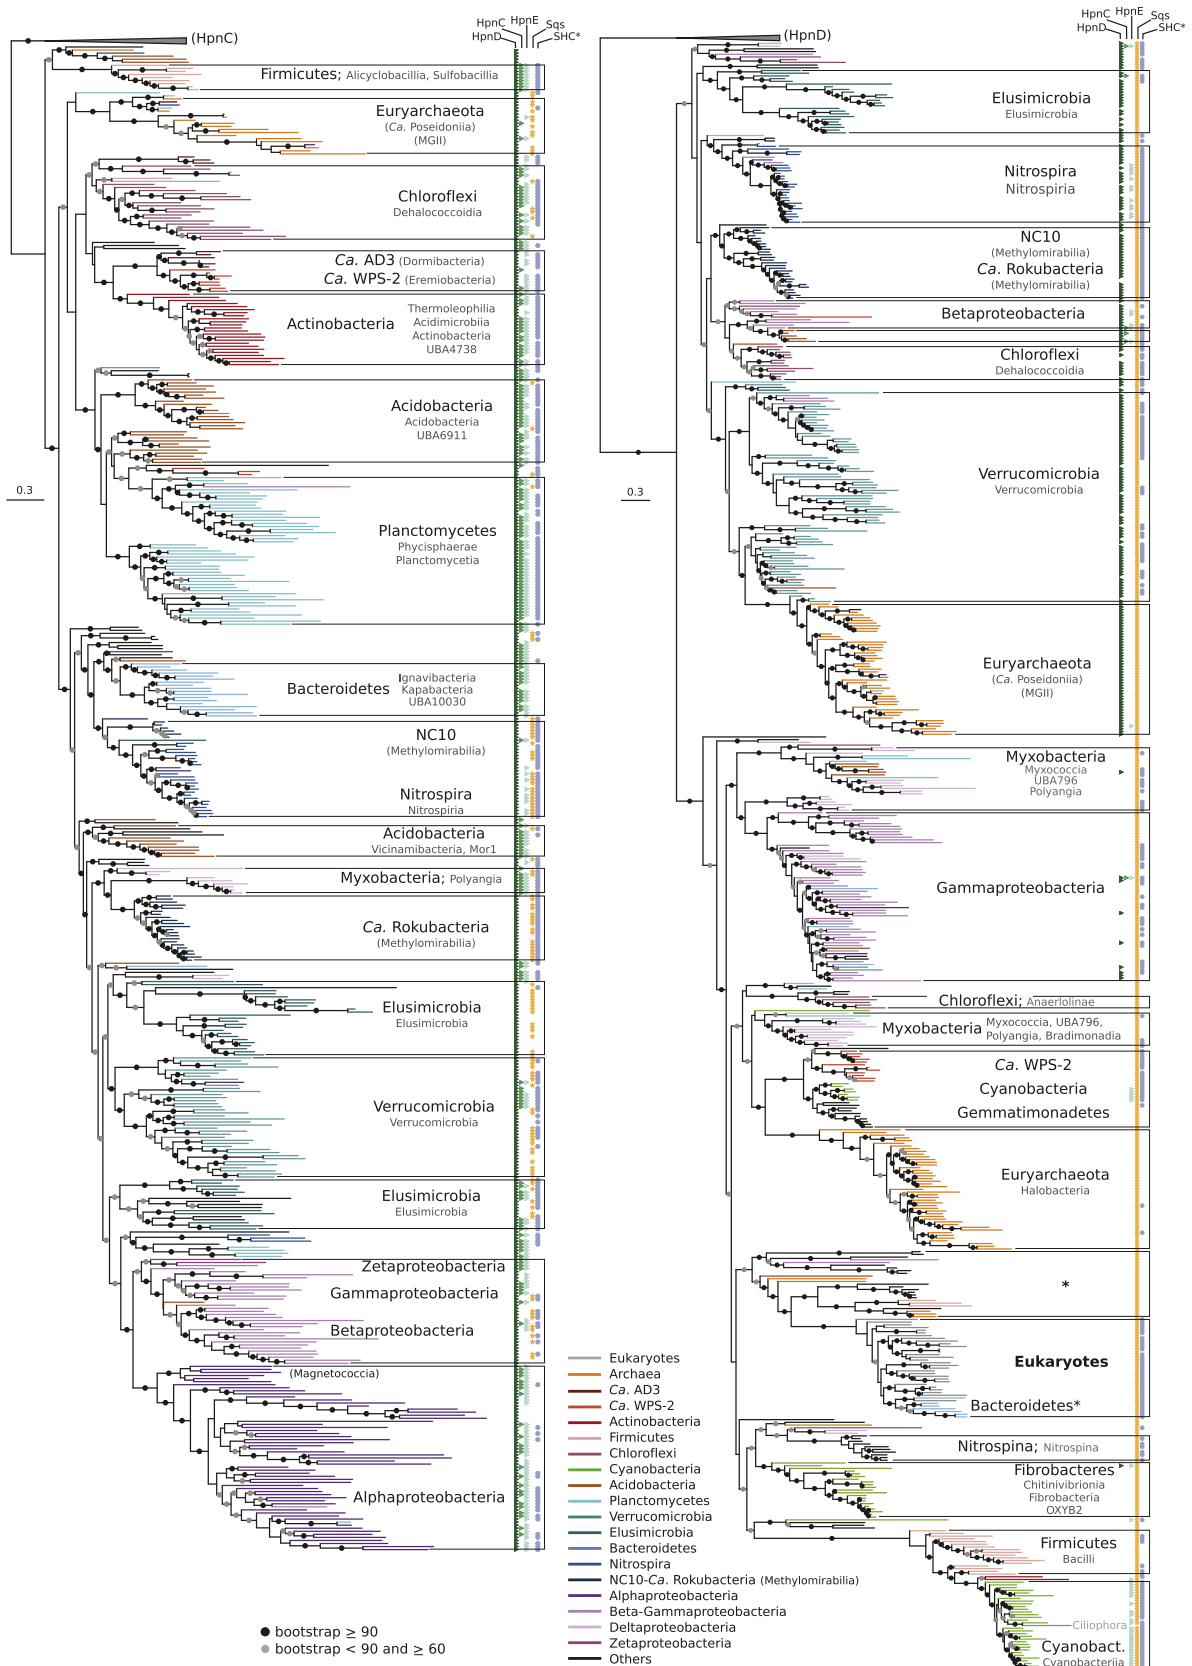 HpnC HpnE Sqs
HpnD SHC*
(HpnC)
Firmicutes; Alicyclobacillia, Sulfobacillia
Euryarchaeota
(Ca. Poseidoniia)
(MGII)
Chloroflexi
Dehalococcoidia
Ca. AD3 (Dormibacteria)
Ca. WPS-2 (Eremiobacteria)
Actinobacteria
Thermoleophilia
Acidimicrobiia
Actinobacteria
UBA4738
Acidobacteria
Acidobacteria
UBA6911
0.3
Planctomycetes
Phycisphaerae
Planctomycetia
Bacteroidetes
Ignavibacteria
Kapabacteria
UBA10030
NC10
(Methylomirabilia)
Nitrospira
Nitrospiria
Acidobacteria
Vicinamibacteria, Mor1
Myxobacteria; Polyangia
Ca. Rokubacteria
(Methylomirabilia)
Elusimicrobia
Elusimicrobia
Verrucomicrobia
Verrucomicrobia
Elusimicrobia
Elusimicrobia
Zetaproteobacteria
Gammaproteobacteria
Betaproteobacteria
(Magnetococcia)
Alphaproteobacteria
bootstrap ≥ 90
bootstrap < 90 and ≥ 60
HpnC HpnE Sqs
HpnD SHC*
(HpnD)
Elusimicrobia
Elusimicrobia
Nitrospira
Nitrospiria
NC10
(Methylomirabilia)
Ca. Rokubacteria
(Methylomirabilia)
Betaproteobacteria
Chloroflexi
Dehalococcoidia
Verrucomicrobia
Verrucomicrobia
0.3
Euryarchaeota
(Ca. Poseidoniia)
(MGII)
Myxobacteria
Myxococcia
UBA796
Polyangia
Gammaproteobacteria
Chloroflexi; Anaerlolinae
Myxobacteria Myxococcia, UBA796,
Polyangia, Bradimonadia
Ca. WPS-2
Cyanobacteria
Gemmatimonadetes
Euryarchaeota
Halobacteria
*
Eukaryotes
Bacteroidetes*
Nitrospina; Nitrospina
Fibrobacteres
Chitinivibrionia
Fibrobacteria
OXYB2
Firmicutes
Bacilli
Ciliophora
Cyanobact.
Cyanobacteriia
Eukaryotes
Archaea
Ca. AD3
Ca. WPS-2
Actinobacteria
Firmicutes
Chloroflexi
Cyanobacteria
Acidobacteria
Planctomycetes
Verrucomicrobia
Elusimicrobia
Bacteroidetes
Nitrospira
NC10-Ca. Rokubacteria (Methylomirabilia)
Alphaproteobacteria
Beta-Gammaproteobacteria
Deltaproteobacteria
Zetaproteobacteria
Others